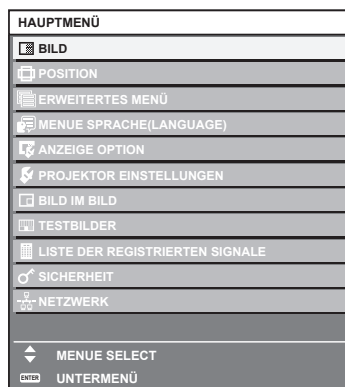 HAUPTMENÜ
BILD
POSITION
ERWEITERTES MENÜ
MENUE SPRACHE(LANGUAGE)
ANZEIGE OPTION
PROJEKTOR EINSTELLUNGEN
BILD IM BILD
TESTBILDER
LISTE DER REGISTRIERTEN SIGNALE
SICHERHEIT
NETZWERK
MENUE SELECT
ENTER UNTERMENÜ